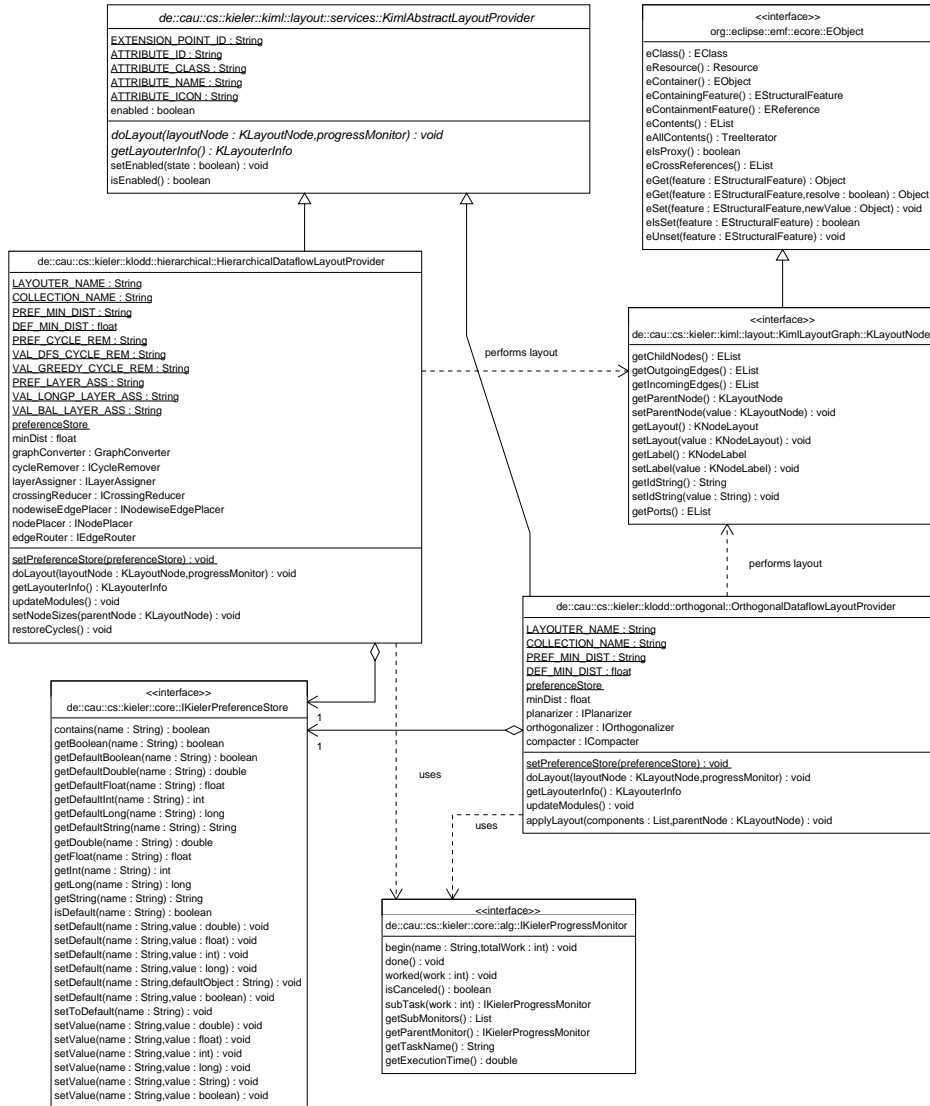 de::cau::cs::kieler::kiml::layout::services::KimlAbstractLayoutProvider
EXTENSION_POINT_ID : String
ATTRIBUTE_ID : String
ATTRIBUTE_CLASS : String
ATTRIBUTE_NAME : String
ATTRIBUTE_ICON : String
enabled : boolean
doLayout(layoutNode : KLayoutNode,progressMonitor) : void
getLayouterInfo() : KLayouterInfo
setEnabled(state : boolean) : void
isEnabled() : boolean
<<interface>>
org::eclipse::emf::ecore::EObject
eClass() : EClass
eResource() : Resource
eContainer() : EObject
eContainingFeature() : EStructuralFeature
eContainmentFeature() : EReference
eContents() : EList
eAllContents() : TreeIterator
eIsProxy() : boolean
eCrossReferences() : EList
eGet(feature : EStructuralFeature) : Object
eGet(feature : EStructuralFeature,resolve : boolean) : Object
eSet(feature : EStructuralFeature,newValue : Object) : void
eIsSet(feature : EStructuralFeature) : boolean
eUnset(feature : EStructuralFeature) : void
de::cau::cs::kieler::klodd::hierarchical::HierarchicalDataflowLayoutProvider
LAYOUTER_NAME : String
COLLECTION_NAME : String
PREF_MIN_DIST : String
DEF_MIN_DIST : float
PREF_CYCLE_REM : String
VAL_DFS_CYCLE_REM : String
VAL_GREEDY_CYCLE_REM : String
PREF_LAYER_ASS : String
VAL_LONGP_LAYER_ASS : String
VAL_BAL_LAYER_ASS : String
preferenceStore
minDist : float
graphConverter : GraphConverter
cycleRemover : ICycleRemover
layerAssigner : ILayerAssigner
crossingReducer : ICrossingReducer
nodewiseEdgePlacer : INodewiseEdgePlacer
nodePlacer : INodePlacer
edgeRouter : IEdgeRouter
setPreferenceStore(preferenceStore) : void
doLayout(layoutNode : KLayoutNode,progressMonitor) : void
getLayouterInfo() : KLayouterInfo
updateModules() : void
setNodeSizes(parentNode : KLayoutNode) : void
restoreCycles() : void
performs layout
<<interface>>
de::cau::cs::kieler::kiml::layout::KimlLayoutGraph::KLayoutNode
getChildNodes() : EList
getOutgoingEdges() : EList
getIncomingEdges() : EList
getParentNode() : KLayoutNode
setParentNode(value : KLayoutNode) : void
getLayout() : KNodeLayout
setLayout(value : KNodeLayout) : void
getLabel() : KNodeLabel
setLabel(value : KNodeLabel) : void
getIdString() : String
setIdString(value : String) : void
getPorts() : EList
performs layout
de::cau::cs::kieler::klodd::orthogonal::OrthogonalDataflowLayoutProvider
LAYOUTER_NAME : String
COLLECTION_NAME : String
PREF_MIN_DIST : String
DEF_MIN_DIST : float
preferenceStore
minDist : float
planarizer : IPlanarizer
orthogonalizer : IOrthogonalizer
compacter : ICompacter
setPreferenceStore(preferenceStore) : void
doLayout(layoutNode : KLayoutNode,progressMonitor) : void
getLayouterInfo() : KLayouterInfo
updateModules() : void
applyLayout(components : List,parentNode : KLayoutNode) : void
<<interface>>
de::cau::cs::kieler::core::IKielerPreferenceStore
contains(name : String) : boolean
getBoolean(name : String) : boolean
getDefaultBoolean(name : String) : boolean
getDefaultDouble(name : String) : double
getDefaultFloat(name : String) : float
getDefaultInt(name : String) : int
getDefaultLong(name : String) : long
getDefaultString(name : String) : String
getDouble(name : String) : double
getFloat(name : String) : float
getInt(name : String) : int
getLong(name : String) : long
getString(name : String) : String
isDefault(name : String) : boolean
setDefault(name : String,value : double) : void
setDefault(name : String,value : float) : void
setDefault(name : String,value : int) : void
setDefault(name : String,value : long) : void
setDefault(name : String,defaultObject : String) : void
setDefault(name : String,value : boolean) : void
setToDefault(name : String) : void
setValue(name : String,value : double) : void
setValue(name : String,value : float) : void
setValue(name : String,value : int) : void
setValue(name : String,value : long) : void
setValue(name : String,value : String) : void
setValue(name : String,value : boolean) : void
1
1
uses
uses
<<interface>>
de::cau::cs::kieler::core::alg::IKielerProgressMonitor
begin(name : String,totalWork : int) : void
done() : void
worked(work : int) : void
isCanceled() : boolean
subTask(work : int) : IKielerProgressMonitor
getSubMonitors() : List
getParentMonitor() : IKielerProgressMonitor
getTaskName() : String
getExecutionTime() : double